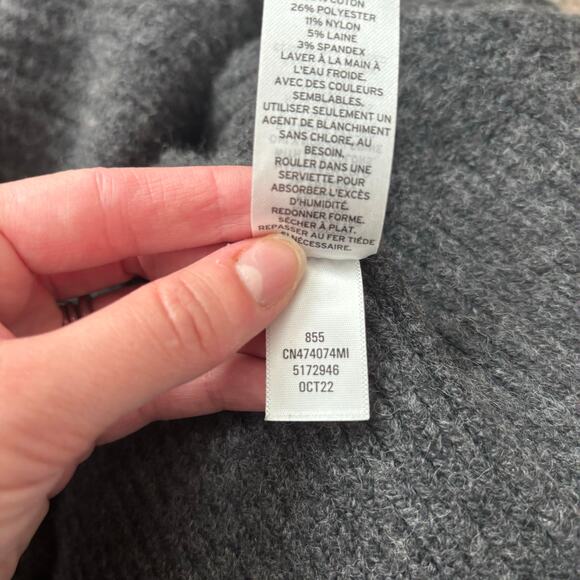 COTON
26% POLYESTER
11% NYLON
5% LAINE
3% SPANDEX
LAVER À LA MAIN À
L'EAU FROIDE.
AVEC DES COULEURS
SEMBLABLES.
UTILISER SEULEMENT UN
AGENT DE BLANCHIMENT
SANS CHLORE, AU
BESOIN.
ROULER DANS UNE
SERVIETTE POUR
ABSORBER L'EXCÈS
D'HUMIDITÉ.
REDONNER FORME.
SÉCHER À PLAT.
REPASSER AU FER TIÈDE
SI NÉCESSAIRE.
855
CN474074MI
5172946
OCT22